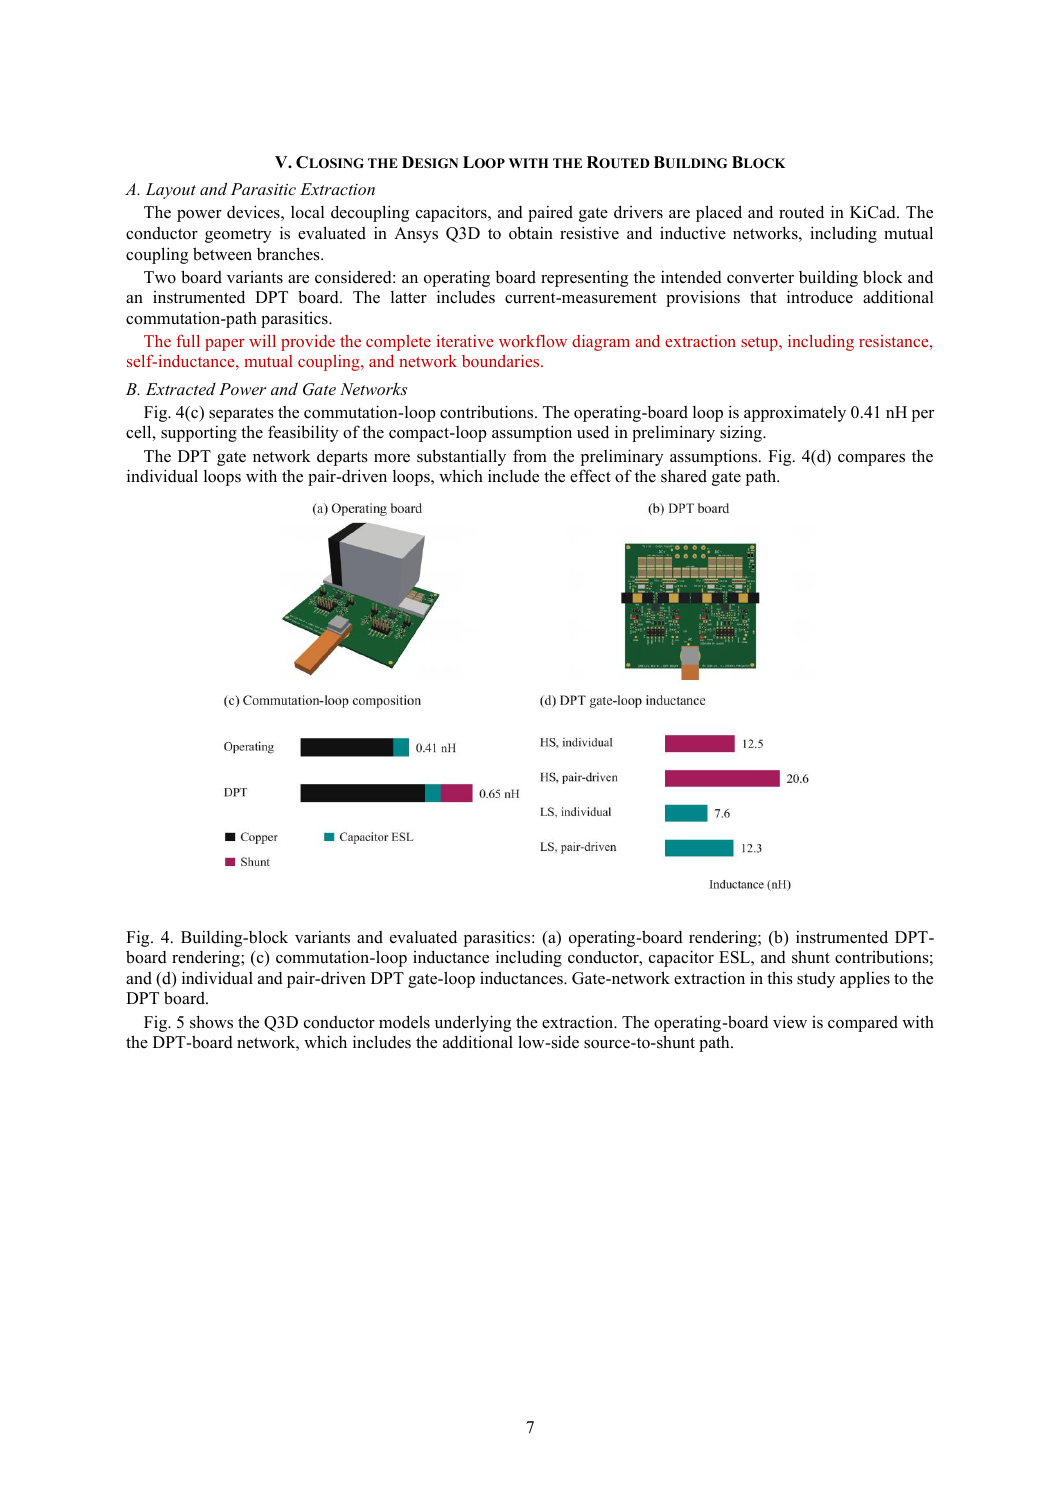 V. CLOSING THE DESIGN LOOP WITH THE ROUTED BUILDING BLOCK
A. Layout and Parasitic Extraction
The power devices, local decoupling capacitors, and paired gate drivers are placed and routed in KiCad. The
conductor geometry is evaluated in Ansys Q3D to obtain resistive and inductive networks, including mutual
coupling between branches.
Two board variants are considered: an operating board representing the intended converter building block and
an instrumented DPT board. The latter includes current-measurement provisions that introduce additional
commutation-path parasitics.
The full paper will provide the complete iterative workflow diagram and extraction setup, including resistance,
self-inductance, mutual coupling, and network boundaries.
B. Extracted Power and Gate Networks
Fig. 4(c) separates the commutation-loop contributions. The operating-board loop is approximately 0.41 nH per
cell, supporting the feasibility of the compact-loop assumption used in preliminary sizing.
The DPT gate network departs more substantially from the preliminary assumptions. Fig. 4(d) compares the
individual loops with the pair-driven loops, which include the effect of the shared gate path.
(a) Operating board
(b) DPT board
(c) Commutation-loop composition
Operating 0.41 nH
DPT 0.65 nH
Copper Capacitor ESL
Shunt
(d) DPT gate-loop inductance
HS, individual 12.5
HS, pair-driven 20.6
LS, individual 7.6
LS, pair-driven 12.3
Inductance (nH)
Fig. 4. Building-block variants and evaluated parasitics: (a) operating-board rendering; (b) instrumented DPT-
board rendering; (c) commutation-loop inductance including conductor, capacitor ESL, and shunt contributions;
and (d) individual and pair-driven DPT gate-loop inductances. Gate-network extraction in this study applies to the
DPT board.
Fig. 5 shows the Q3D conductor models underlying the extraction. The operating-board view is compared with
the DPT-board network, which includes the additional low-side source-to-shunt path.
7